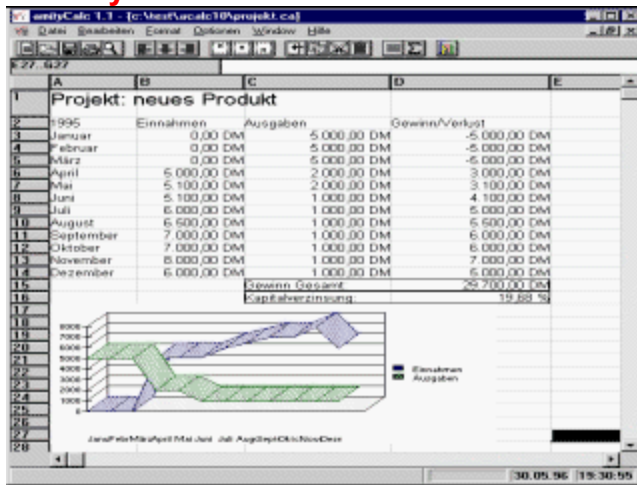 amityCalc 1.1 - [c:\test\acalc10\projekt.ca]
Datei Bearbeiten Format Optionen Window Hilfe
E27..G27
A B C D E
1 Projekt: neues Produkt
2 1995 Einnahmen Ausgaben Gewinn/Verlust
3 Januar 0,00 DM 5.000,00 DM -5.000,00 DM
4 Februar 0,00 DM 5.000,00 DM -5.000,00 DM
5 März 0,00 DM 5.000,00 DM -5.000,00 DM
6 April 5.000,00 DM 2.000,00 DM 3.000,00 DM
7 Mai 5.100,00 DM 2.000,00 DM 3.100,00 DM
8 Juni 5.100,00 DM 1.000,00 DM 4.100,00 DM
9 Juli 6.000,00 DM 1.000,00 DM 5.000,00 DM
10 August 6.500,00 DM 1.000,00 DM 5.500,00 DM
11 September 7.000,00 DM 1.000,00 DM 6.000,00 DM
12 Oktober 7.000,00 DM 1.000,00 DM 6.000,00 DM
13 November 8.000,00 DM 1.000,00 DM 7.000,00 DM
14 Dezember 6.000,00 DM 1.000,00 DM 5.000,00 DM
15 Gewinn Gesamt: 29.700,00 DM
16 Kapitalverzinsung: 19,68 %
17
18
19
20
21
22
23
24
25
26
27
28
8000
7000
6000
5000
4000
3000
2000
1000
0
Einnahmen
Ausgaben
JanuFebrMärzApril Mai Juni Juli AuguSeptOktoNoveDeze
30.05.96 15:30:55